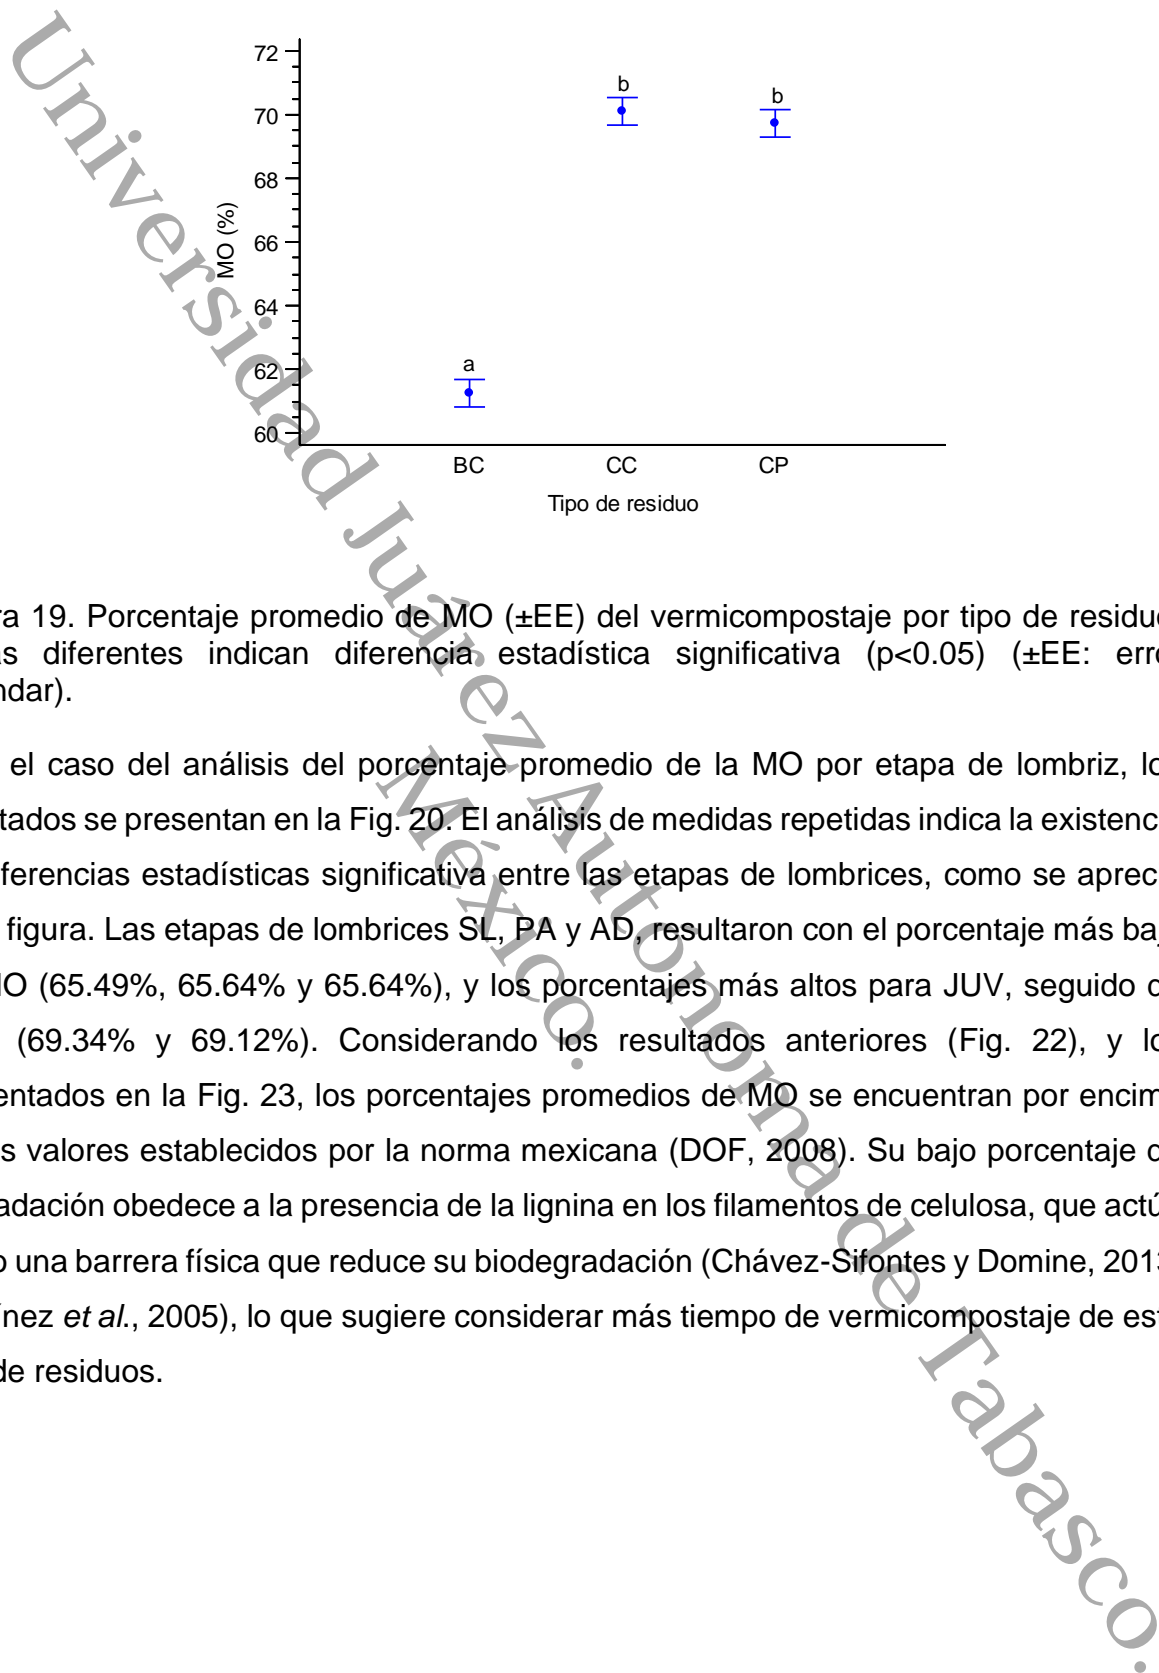 72
b
b
70
68
MO (%)
66
64
a
62
60
BC CC CP
Tipo de residuo
ra 19. Porcentaje promedio de MO (±EE) del vermicompostaje por tipo de residuo
as diferentes indican diferencia estadística significativa (p<0.05) (±EE: erro
ndar).
el caso del análisis del porcentaje promedio de la MO por etapa de lombriz, lo
tados se presentan en la Fig. 20. El análisis de medidas repetidas indica la existenc
ferencias estadísticas significativa entre las etapas de lombrices, como se aprec
figura. Las etapas de lombrices SL, PA y AD, resultaron con el porcentaje más baj
MO (65.49%, 65.64% y 65.64%), y los porcentajes más altos para JUV, seguido d
(69.34% y 69.12%). Considerando los resultados anteriores (Fig. 22), y lo
entados en la Fig. 23, los porcentajes promedios de MO se encuentran por encim
s valores establecidos por la norma mexicana (DOF, 2008). Su bajo porcentaje d
adación obedece a la presencia de la lignina en los filamentos de celulosa, que actú
o una barrera física que reduce su biodegradación (Chávez-Sifontes y Domine, 2013
ínez et al., 2005), lo que sugiere considerar más tiempo de vermicompostaje de est
de residuos.
Universidad Juárez Autónoma de Tabasco.
México.